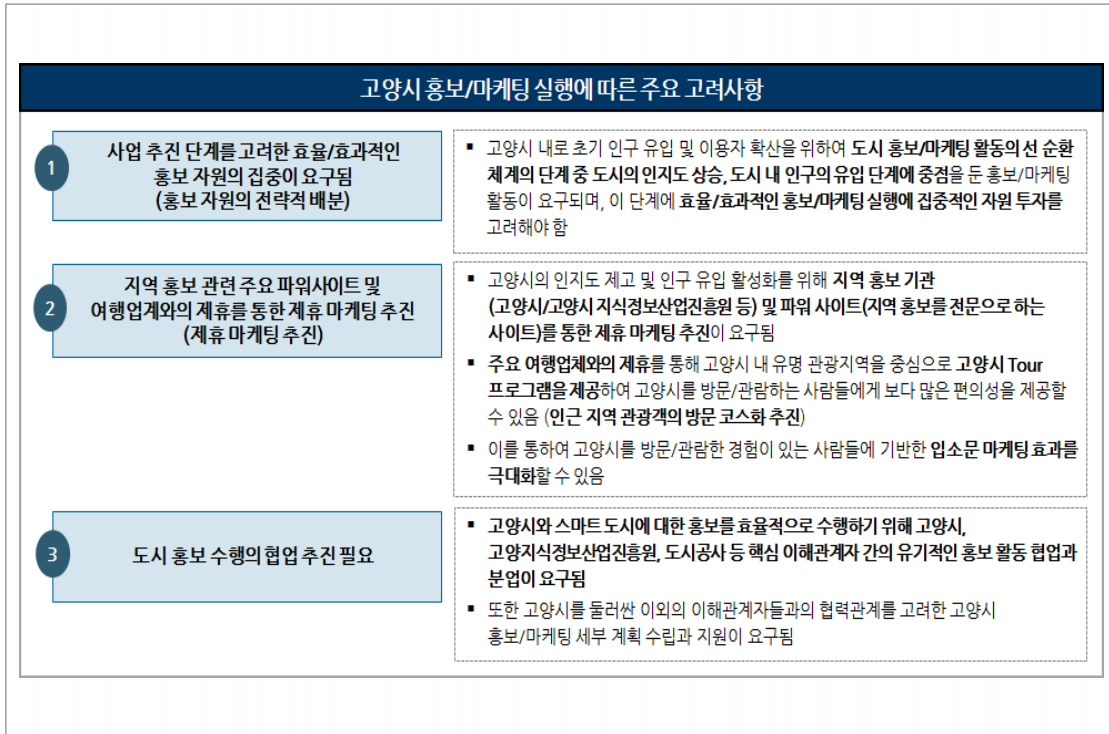 고양시 홍보/마케팅 실행에 따른 주요 고려사항
1
사업 추진 단계를 고려한 효율/효과적인
홍보 자원의 집중이 요구됨
(홍보 자원의 전략적 배분)
▪ 고양시 내로 초기 인구 유입 및 이용자 확산을 위하여 도시 홍보/마케팅 활동의 선 순환
체계의 단계 중 도시의 인지도 상승, 도시 내 인구의 유입 단계에 중점을 둔 홍보/마케팅
활동이 요구되며, 이 단계에 효율/효과적인 홍보/마케팅 실행에 집중적인 자원 투자를
고려해야 함
2
지역 홍보 관련 주요 파워사이트 및
여행업계와의 제휴를 통한 제휴 마케팅 추진
(제휴 마케팅 추진)
▪ 고양시의 인지도 제고 및 인구 유입 활성화를 위해 지역 홍보 기관
(고양시/고양시 지식정보산업진흥원 등) 및 파워 사이트(지역 홍보를 전문으로 하는
사이트)를 통한 제휴 마케팅 추진이 요구됨
▪ 주요 여행업체와의 제휴를 통해 고양시 내 유명 관광지역을 중심으로 고양시 Tour
프로그램을 제공하여 고양시를 방문/관람하는 사람들에게 보다 많은 편의성을 제공할
수 있음 (인근 지역 관광객의 방문 코스화 추진)
▪ 이를 통하여 고양시를 방문/관람한 경험이 있는 사람들에 기반한 입소문 마케팅 효과를
극대화할 수 있음
3
도시 홍보 수행의 협업 추진 필요
▪ 고양시와 스마트 도시에 대한 홍보를 효율적으로 수행하기 위해 고양시,
고양지식정보산업진흥원, 도시공사 등 핵심 이해관계자 간의 유기적인 홍보 활동 협업과
분업이 요구됨
▪ 또한 고양시를 둘러싼 이외의 이해관계자들과의 협력관계를 고려한 고양시
홍보/마케팅 세부 계획 수립과 지원이 요구됨